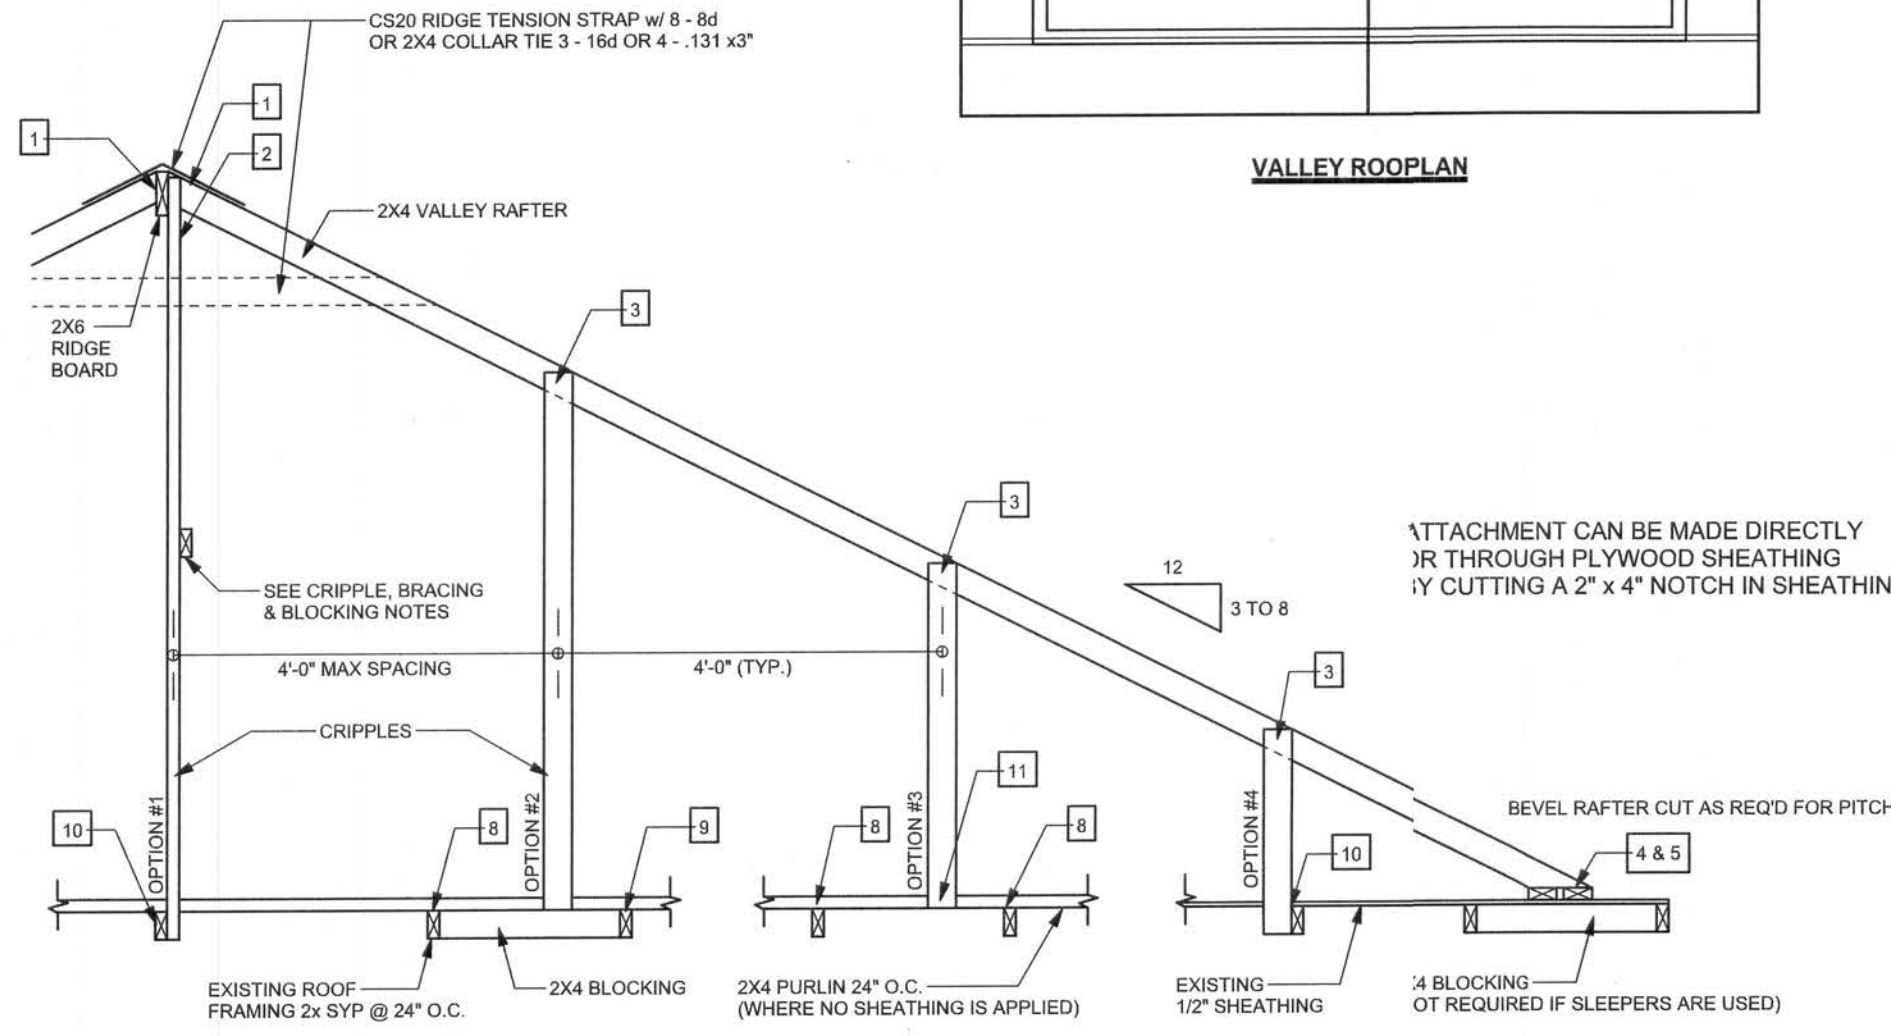 CS20 RIDGE TENSION STRAP w/ 8 - 8d
OR 2X4 COLLAR TIE 3 - 16d OR 4 - .131 x3"
1
1
2
VALLEY ROOPLAN
2X4 VALLEY RAFTER
3
2X6
RIDGE
BOARD
3
ATTACHMENT CAN BE MADE DIRECTLY
OR THROUGH PLYWOOD SHEATHING
BY CUTTING A 2" x 4" NOTCH IN SHEATHIN
12
3 TO 8
SEE CRIPPLE, BRACING
& BLOCKING NOTES
4'-0" MAX SPACING
4'-0" (TYP.)
3
CRIPPLES
11
OPTION #1
OPTION #2
OPTION #3
OPTION #4
BEVEL RAFTER CUT AS REQ'D FOR PITCH
10
8
9
8
8
10
4 & 5
EXISTING ROOF
FRAMING 2x SYP @ 24" O.C.
2X4 BLOCKING
2X4 PURLIN 24" O.C.
(WHERE NO SHEATHING IS APPLIED)
EXISTING
1/2" SHEATHING
4 BLOCKING
OT REQUIRED IF SLEEPERS ARE USED)